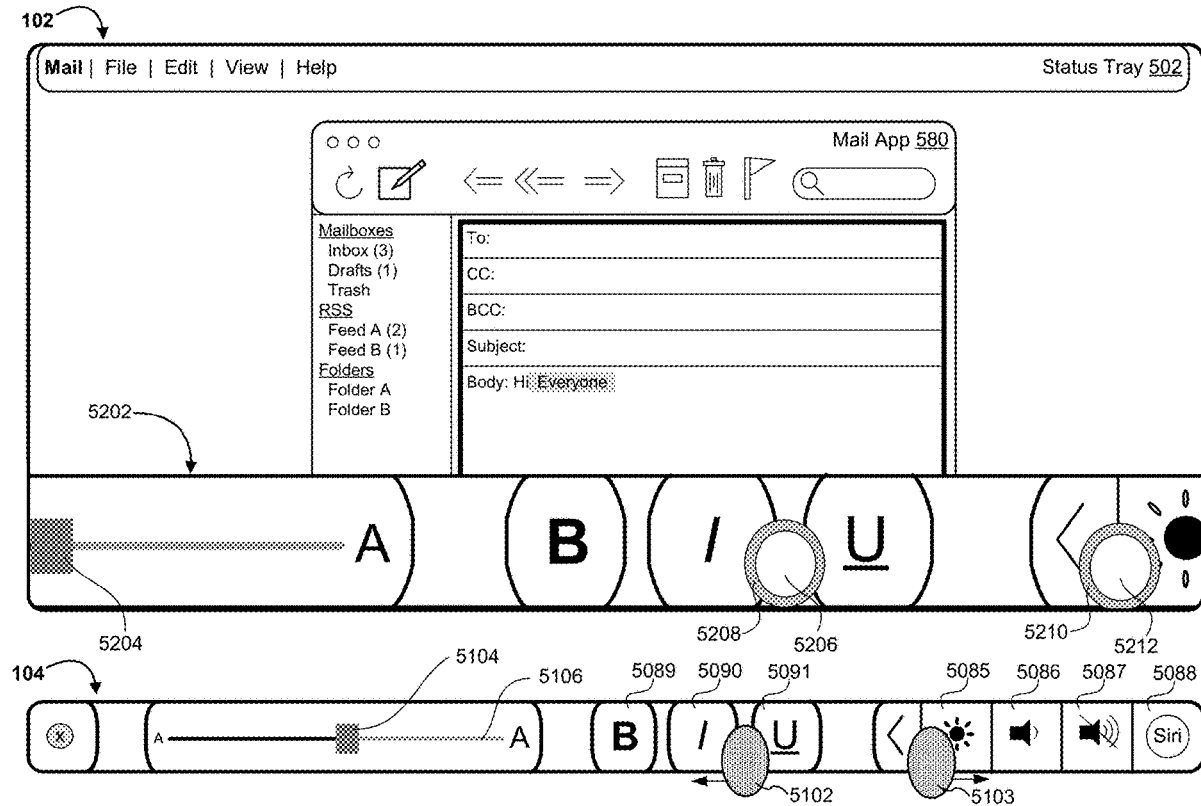 102
Mail | File | Edit | View | Help
Status Tray 502
Mail App 580
Mailboxes
Inbox (3)
Drafts (1)
Trash
RSS
Feed A (2)
Feed B (1)
Folders
Folder A
Folder B
To:
CC:
BCC:
Subject:
Body: Hi Everyone
5202
A
B
I
U
5204
5208
5206
5210
5212
104
5104
5106
5089
5090
5091
5085
5086
5087
5088
X
A
A
B
I
U
Siri
5102
5103